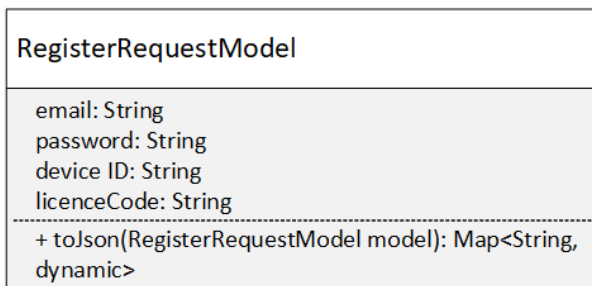 RegisterRequestModel
email: String
password: String
device ID: String
licenceCode: String
+ toJson(RegisterRequestModel model): Map<String,
dynamic>